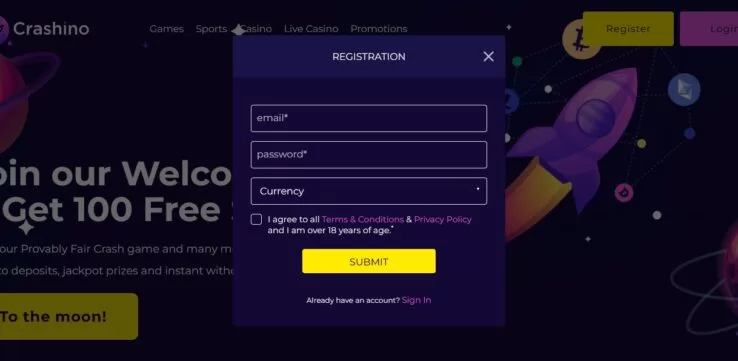 Crashino
Games Sports Casino Live Casino Promotions
Register
Login
REGISTRATION
email*
password*
Currency
I agree to all Terms & Conditions & Privacy Policy
and I am over 18 years of age.*
SUBMIT
Already have an account? Sign In
oin our Welco
Get 100 Free
our Provably Fair Crash game and many m
to deposits, jackpot prizes and instant with
To the moon!